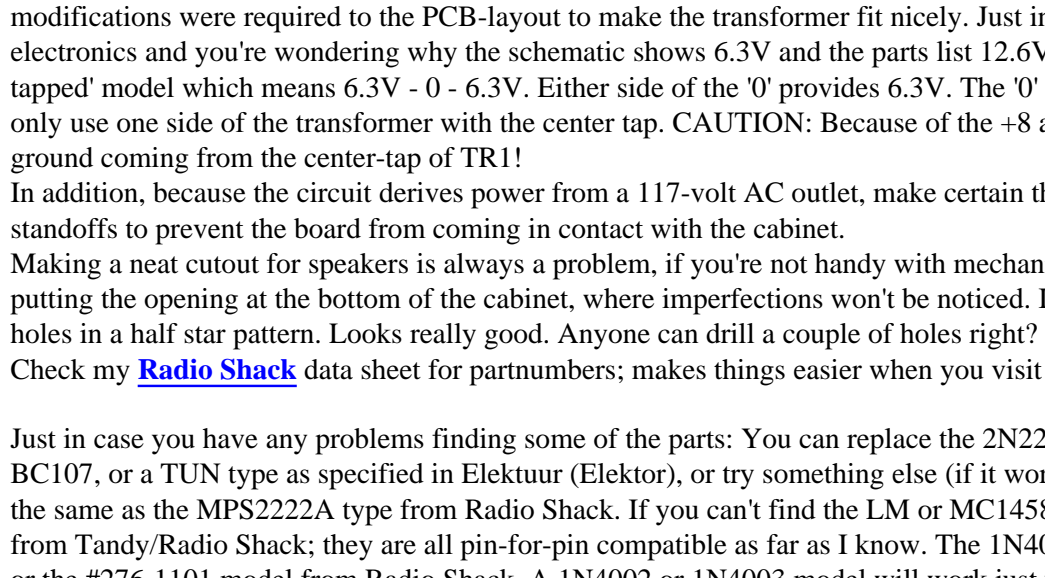 modifications were required to the PCB-layout to make the transformer fit nicely. Just in
electronics and you're wondering why the schematic shows 6.3V and the parts list 12.6V
tapped' model which means 6.3V - 0 - 6.3V. Either side of the '0' provides 6.3V. The '0'
only use one side of the transformer with the center tap. CAUTION: Because of the +8 a
ground coming from the center-tap of TR1!
In addition, because the circuit derives power from a 117-volt AC outlet, make certain th
standoffs to prevent the board from coming in contact with the cabinet.
Making a neat cutout for speakers is always a problem, if you're not handy with mechan
putting the opening at the bottom of the cabinet, where imperfections won't be noticed. I
holes in a half star pattern. Looks really good. Anyone can drill a couple of holes right?
Check my Radio Shack data sheet for partnumbers; makes things easier when you visit
Just in case you have any problems finding some of the parts: You can replace the 2N22
BC107, or a TUN type as specified in Elektuur (Elektor), or try something else (if it wor
the same as the MPS2222A type from Radio Shack. If you can't find the LM or MC1458
from Tandy/Radio Shack; they are all pin-for-pin compatible as far as I know. The 1N40
or the #276-1101 model from Radio Shack. A 1N4002 or 1N4003 model will work just